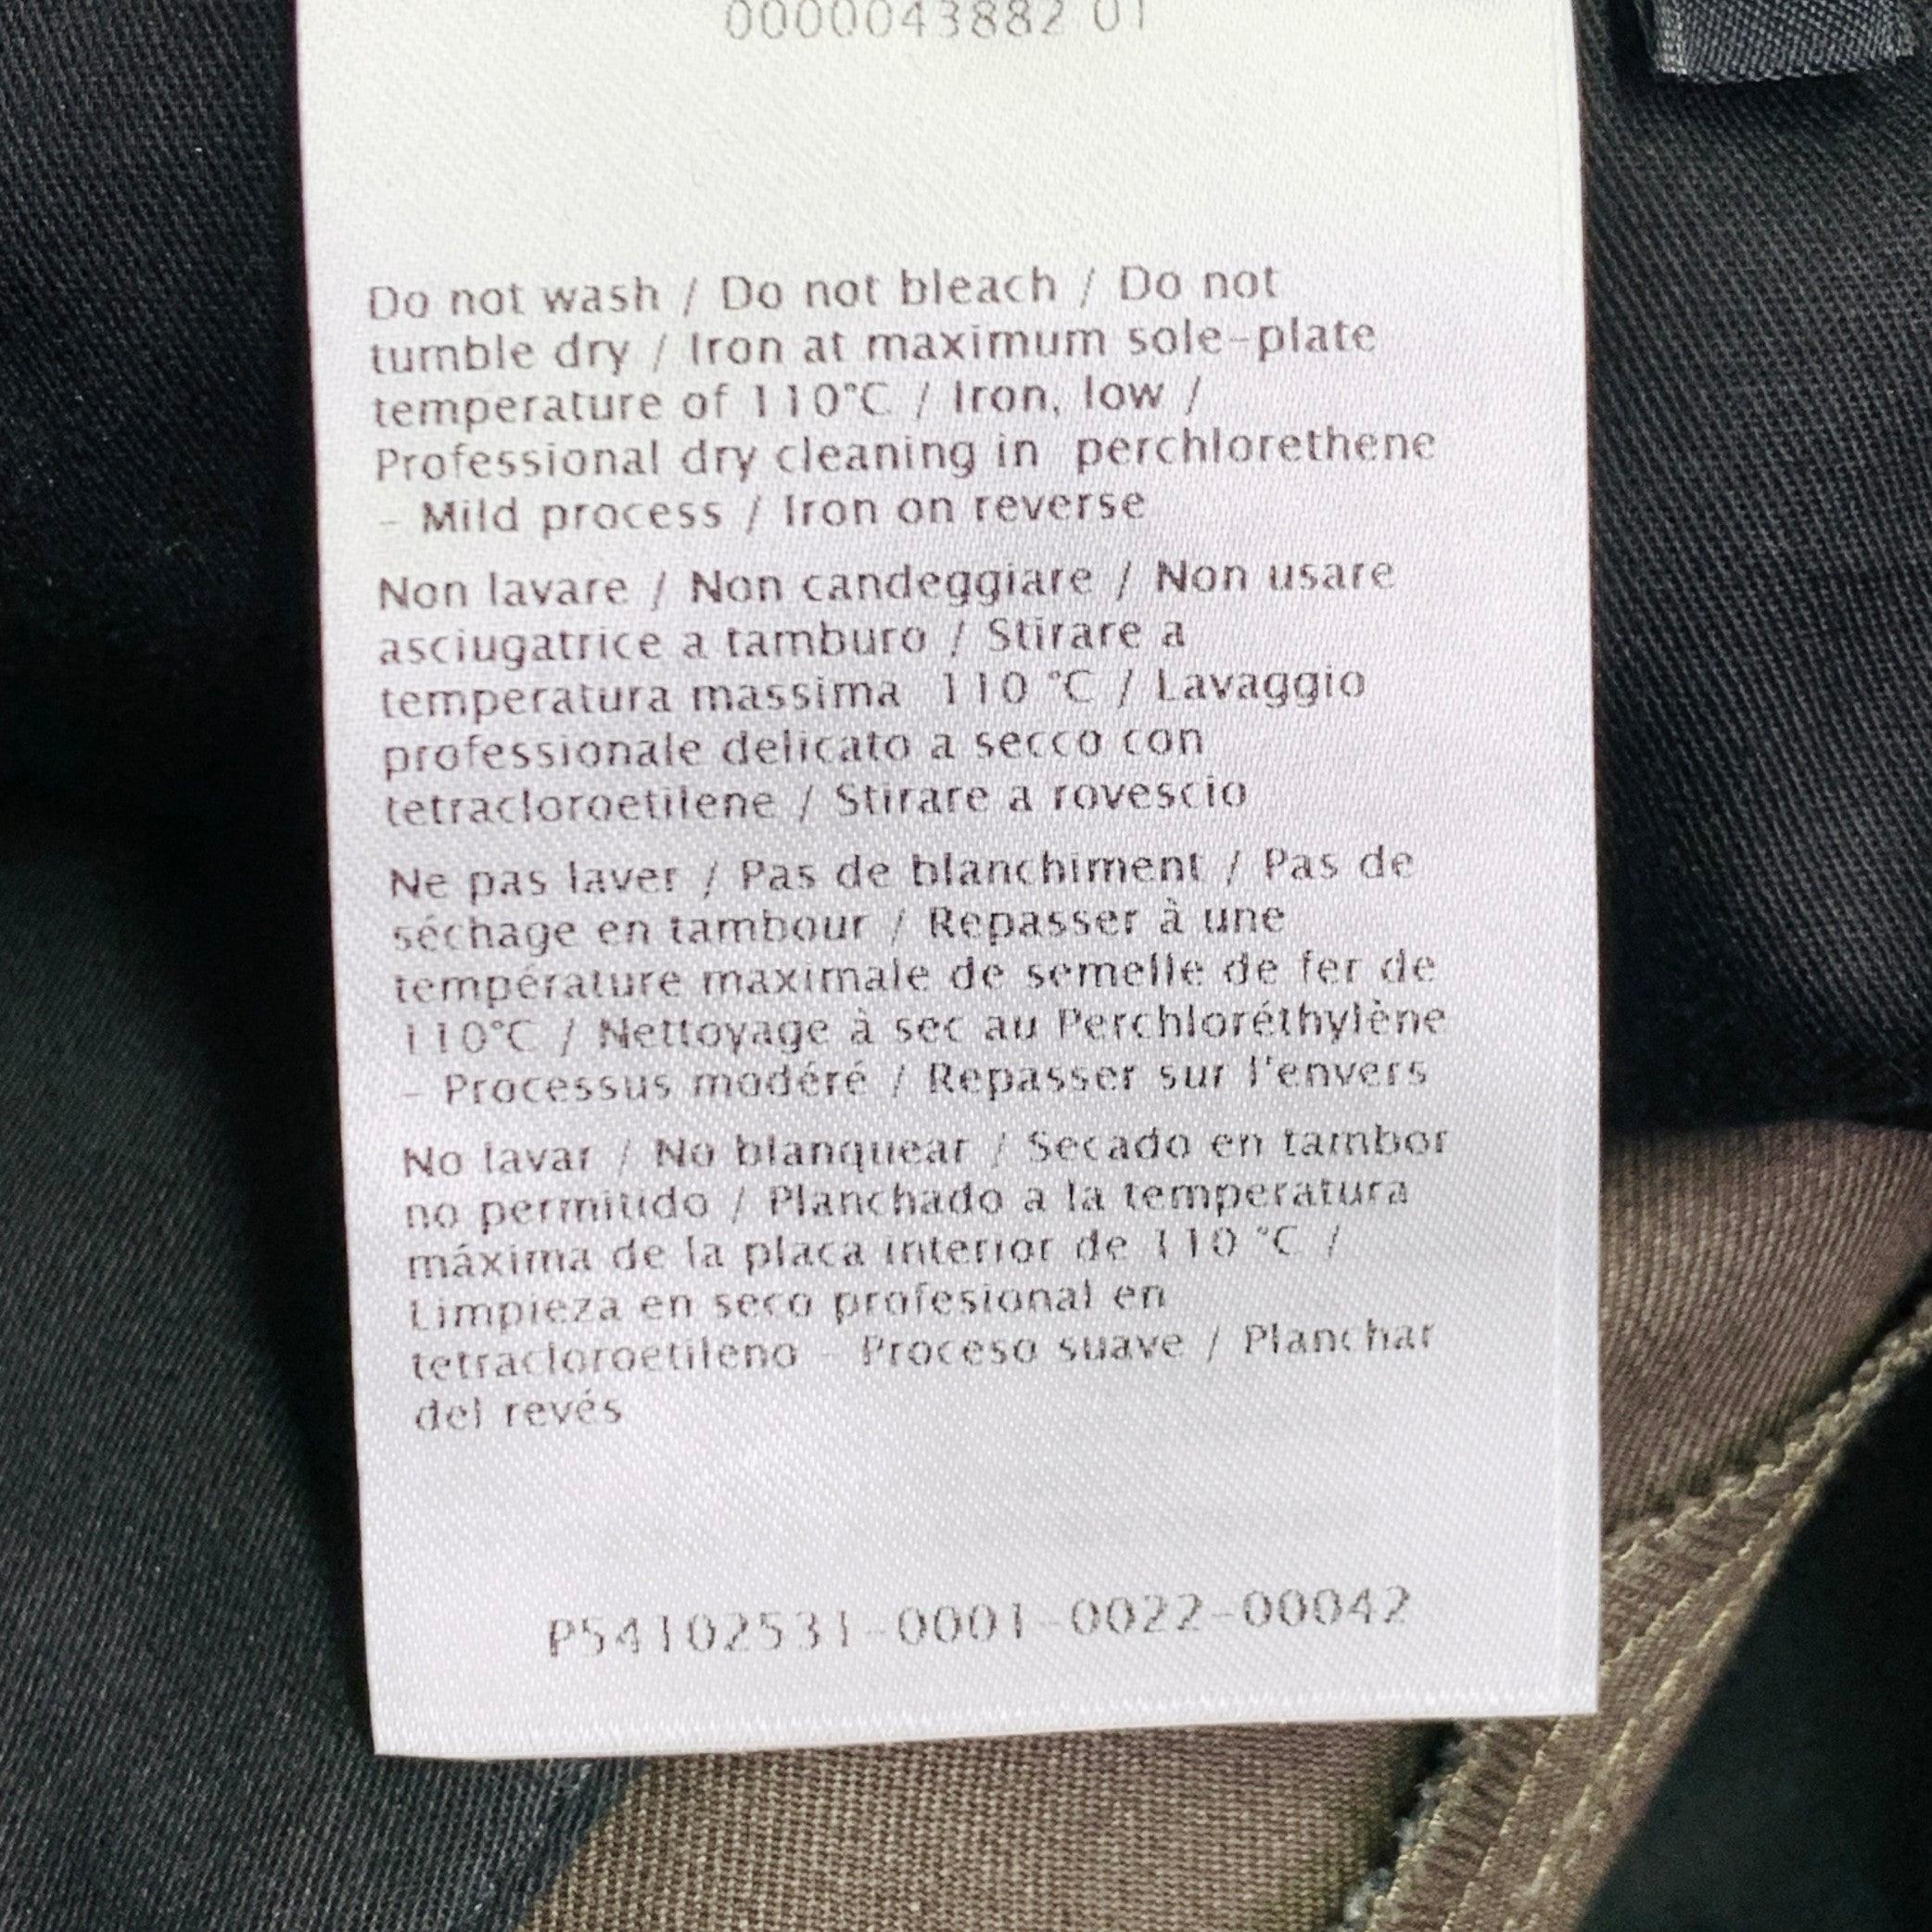 0000043882 01
Do not wash / Do not bleach / Do not
tumble dry / Iron at maximum sole-plate
temperature of 110°C / Iron, low /
Professional dry cleaning in perchlorethene
- Mild process / Iron on reverse
Non lavare / Non candeggiare / Non usare
asciugatrice a tamburo / Stirare a
temperatura massima 110 °C / Lavaggio
professionale delicato a secco con
tetracloroetilene / Stirare a rovescio
Ne pas laver / Pas de blanchiment / Pas de
séchage en tambour / Repasser à une
température maximale de semelle de fer de
110°C / Nettoyage à sec au Perchloréthylène
- Processus modéré / Repasser sur l'envers
No lavar / No blanquear / Secado en tambor
no permitido / Planchado a la temperatura
máxima de la placa interior de 110 °C /
Limpieza en seco profesional en
tetracloroetileno - Proceso suave / Planchar
del revés
P54102531-0001-0022-00042